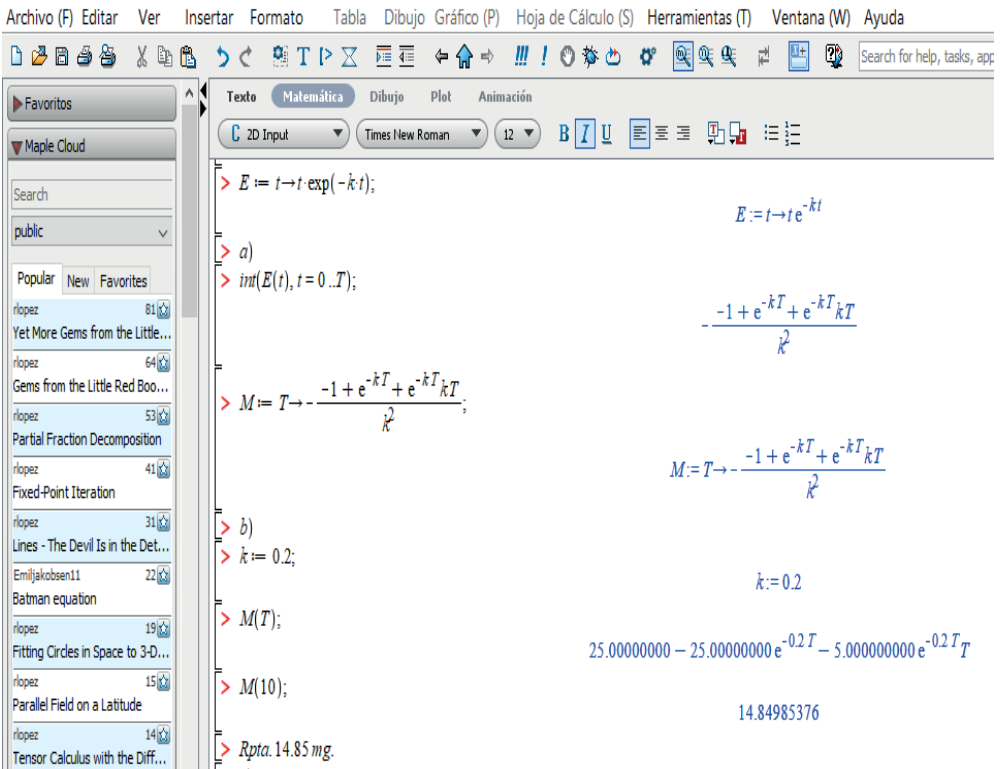 Archivo (F) Editar Ver Insertar Formato Tabla Dibujo Gráfico (P) Hoja de Cálculo (S) Herramientas (T) Ventana (W) Ayuda
Search for help, tasks, app
Favoritos
Maple Cloud
Search
public
Popular New Favorites
rlopez 81
Yet More Gems from the Little...
rlopez 64
Gems from the Little Red Boo...
rlopez 53
Partial Fraction Decomposition
rlopez 41
Fixed-Point Iteration
rlopez 31
Lines - The Devil Is in the Det...
Emiljakobsen11 22
Batman equation
rlopez 19
Fitting Circles in Space to 3-D...
rlopez 15
Parallel Field on a Latitude
rlopez 14
Tensor Calculus with the Diff...
Texto Matemática Dibujo Plot Animación
C 2D Input Times New Roman 12 B I U
> E := t→t·exp(−k·t);
E := t→t e^{-k t}
> a)
> int(E(t), t = 0 ..T);
-\frac{-1 + e^{-kT} + e^{-kT} kT}{k^2}
> M := T→-\frac{-1 + e^{-kT} + e^{-kT} kT}{k^2};
M := T→-\frac{-1 + e^{-kT} + e^{-kT} kT}{k^2}
> b)
> k := 0.2;
k := 0.2
> M(T);
25.00000000 − 25.00000000 e^{-0.2 T} − 5.000000000 e^{-0.2 T} T
> M(10);
14.84985376
> Rpta. 14.85 mg.